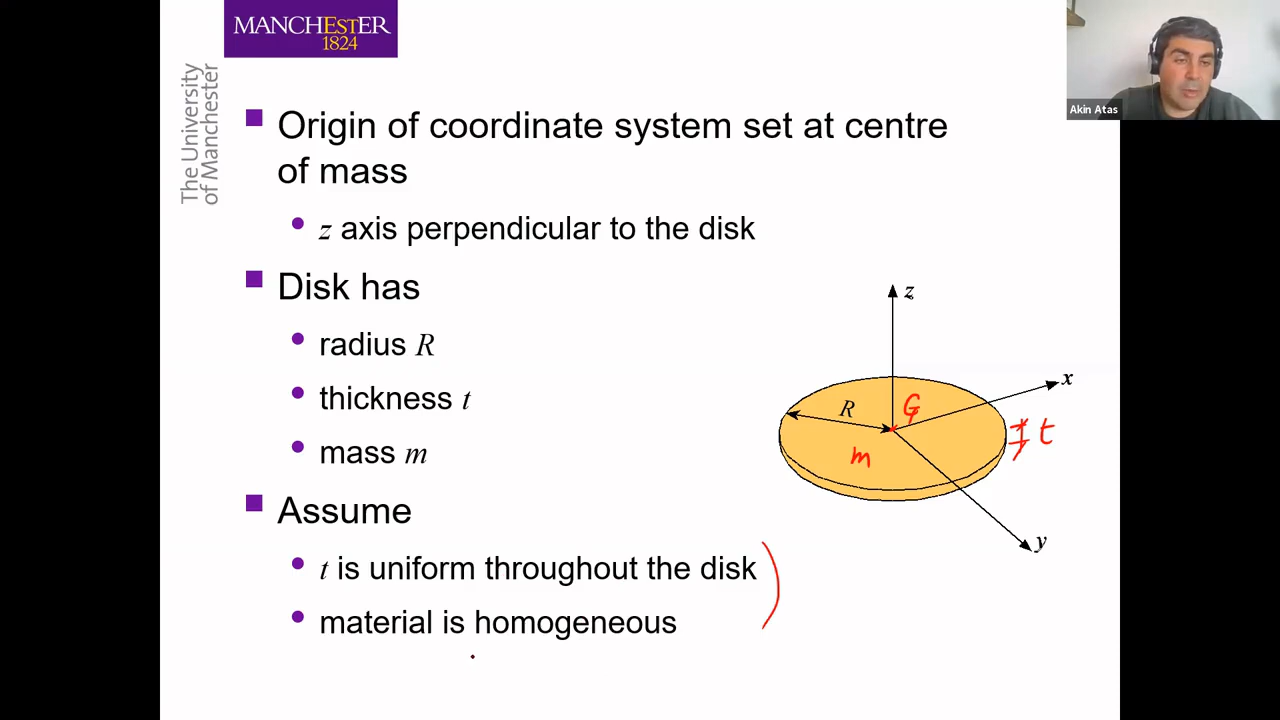 MANCHESTER
1824
The University
of Manchester
Akin Atas
Origin of coordinate system set at centre
of mass
z axis perpendicular to the disk
Disk has
radius R
thickness t
mass m
Assume
t is uniform throughout the disk
material is homogeneous
z
x
R
G
t
m
y